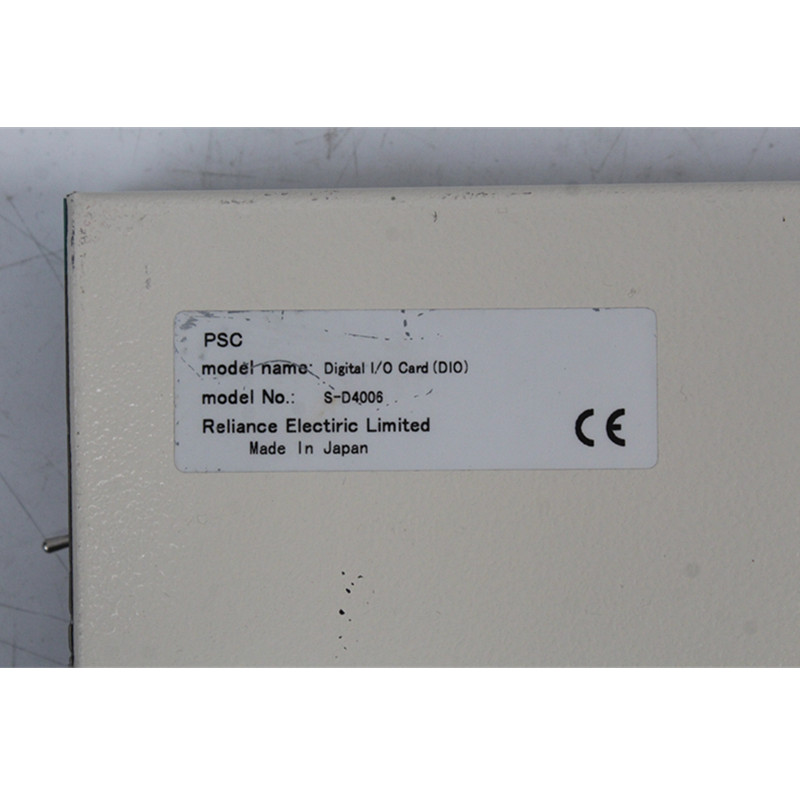 PSC
model name: Digital I/O Card (DIO)
model No.: S-D4006
Reliance Electiric Limited
Made In Japan
CE